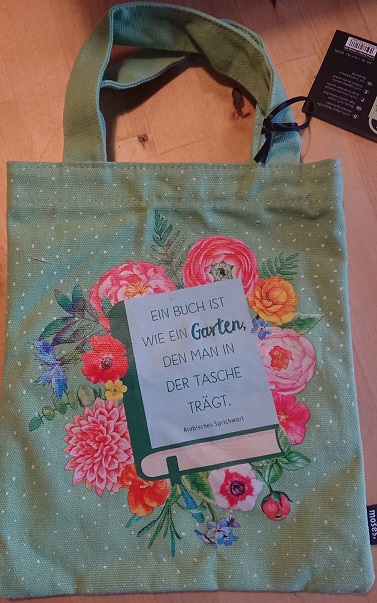 EIN BUCH IST
WIE EIN Garten,
DEN MAN IN
DER TASCHE
TRÄGT.
Arabisches Sprichwort
moses.